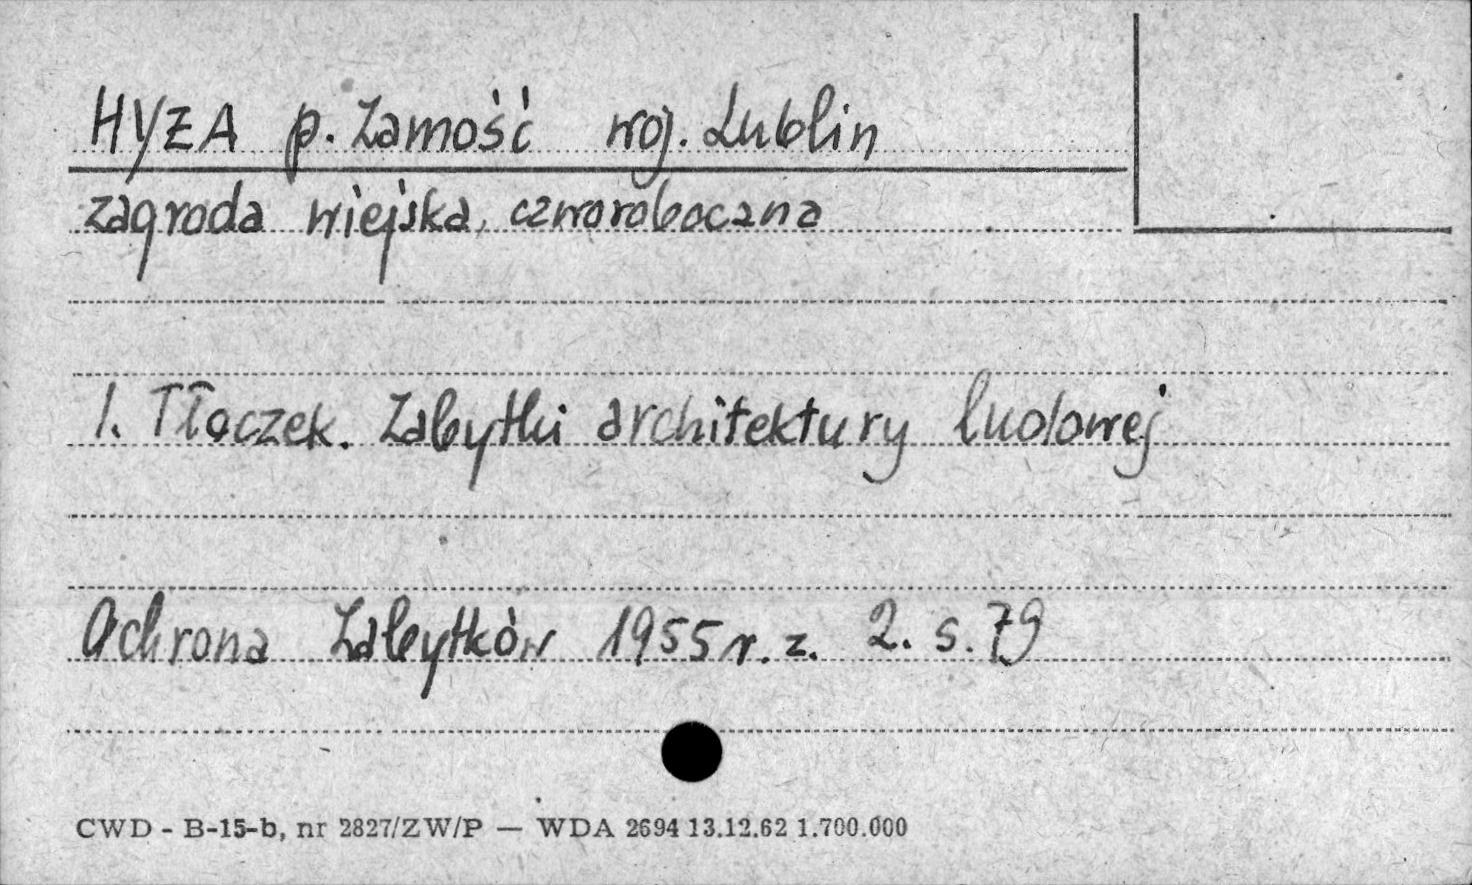 HYŻA p. Zamość woj. Lublin
zagroda wiejska, czworoboczna
I. Tłoczek. Zabytki architektury ludowej
Ochrona Zabytków 1955 r. z. 2. s. 79
CWD - B-15-b, nr 2827/ZW/P — WDA 2694 13.12.62 1.700.000